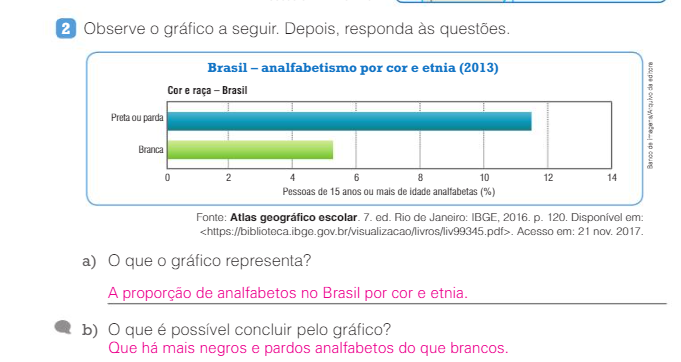 2 Observe o gráfico a seguir. Depois, responda às questões.
Brasil – analfabetismo por cor e etnia (2013)
Cor e raça – Brasil
Preta ou parda
Branca
0 2 4 6 8 10 12 14
Pessoas de 15 anos ou mais de idade analfabetas (%)
Banco de imagens/Arquivo da editora
Fonte: Atlas geográfico escolar. 7. ed. Rio de Janeiro: IBGE, 2016. p. 120. Disponível em:
<https://biblioteca.ibge.gov.br/visualizacao/livros/liv99345.pdf>. Acesso em: 21 nov. 2017.
a) O que o gráfico representa?
A proporção de analfabetos no Brasil por cor e etnia.
b) O que é possível concluir pelo gráfico?
Que há mais negros e pardos analfabetos do que brancos.